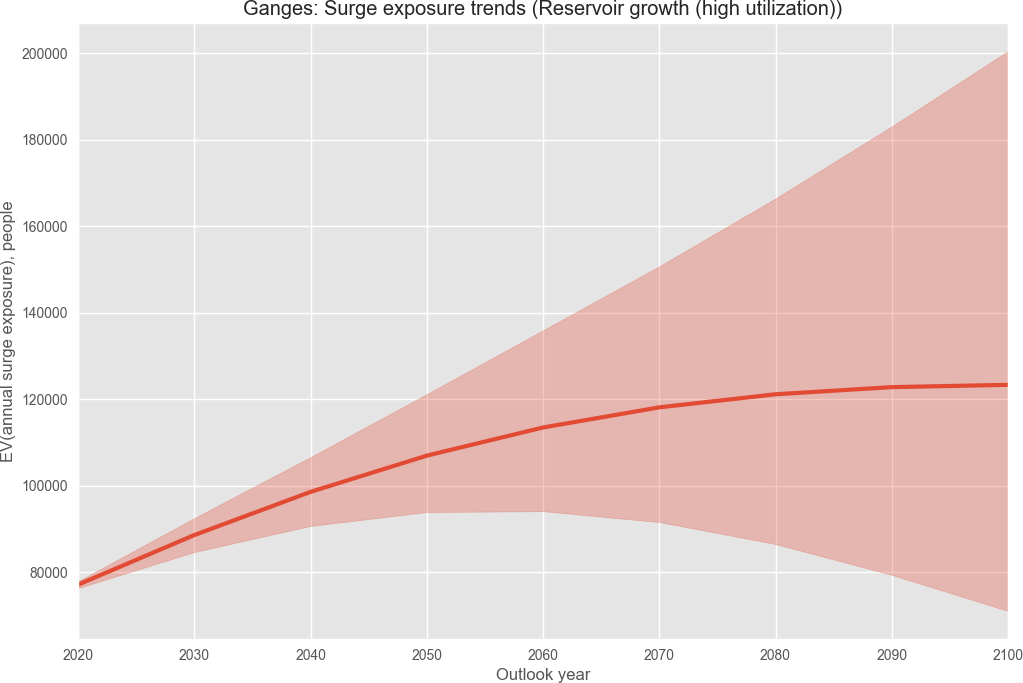 Ganges: Surge exposure trends (Reservoir growth (high utilization))
EV(annual surge exposure), people
200000
180000
160000
140000
120000
100000
80000
2020 2030 2040 2050 2060 2070 2080 2090 2100
Outlook year